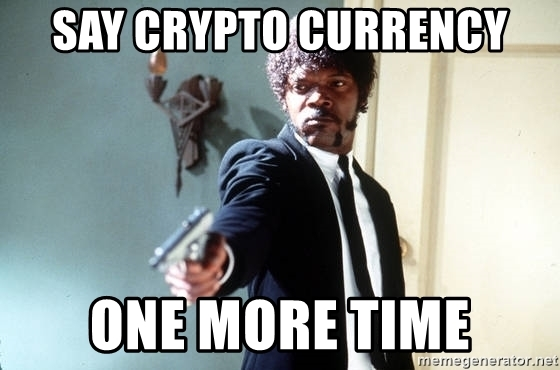 SAY CRYPTO CURRENCY
ONE MORE TIME
memegenerator.net